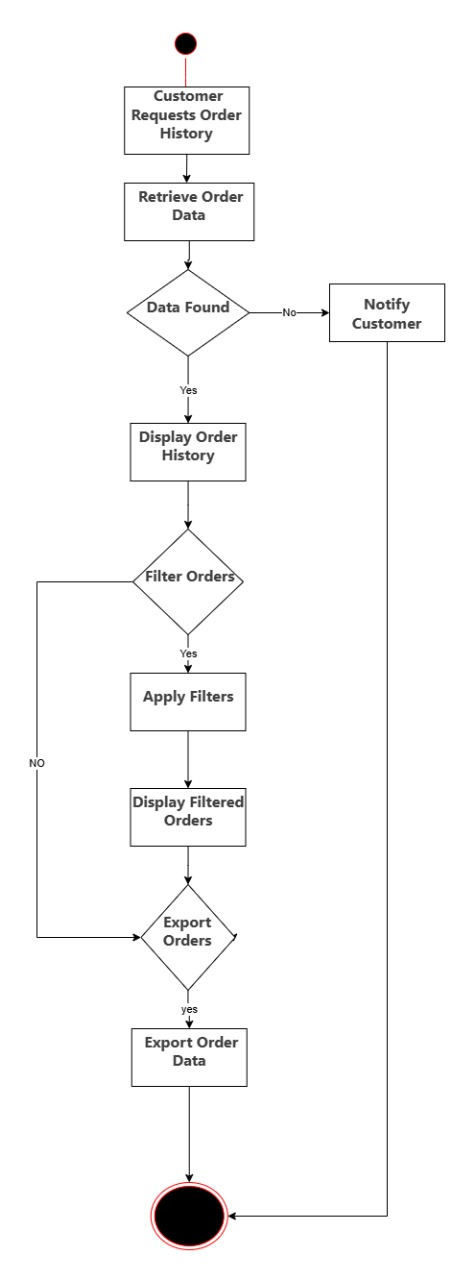 Customer
Requests Order
History
Retrieve Order
Data
Data Found
No
Notify
Customer
Yes
Display Order
History
Filter Orders
Yes
Apply Filters
NO
Display Filtered
Orders
Export
Orders
yes
Export Order
Data